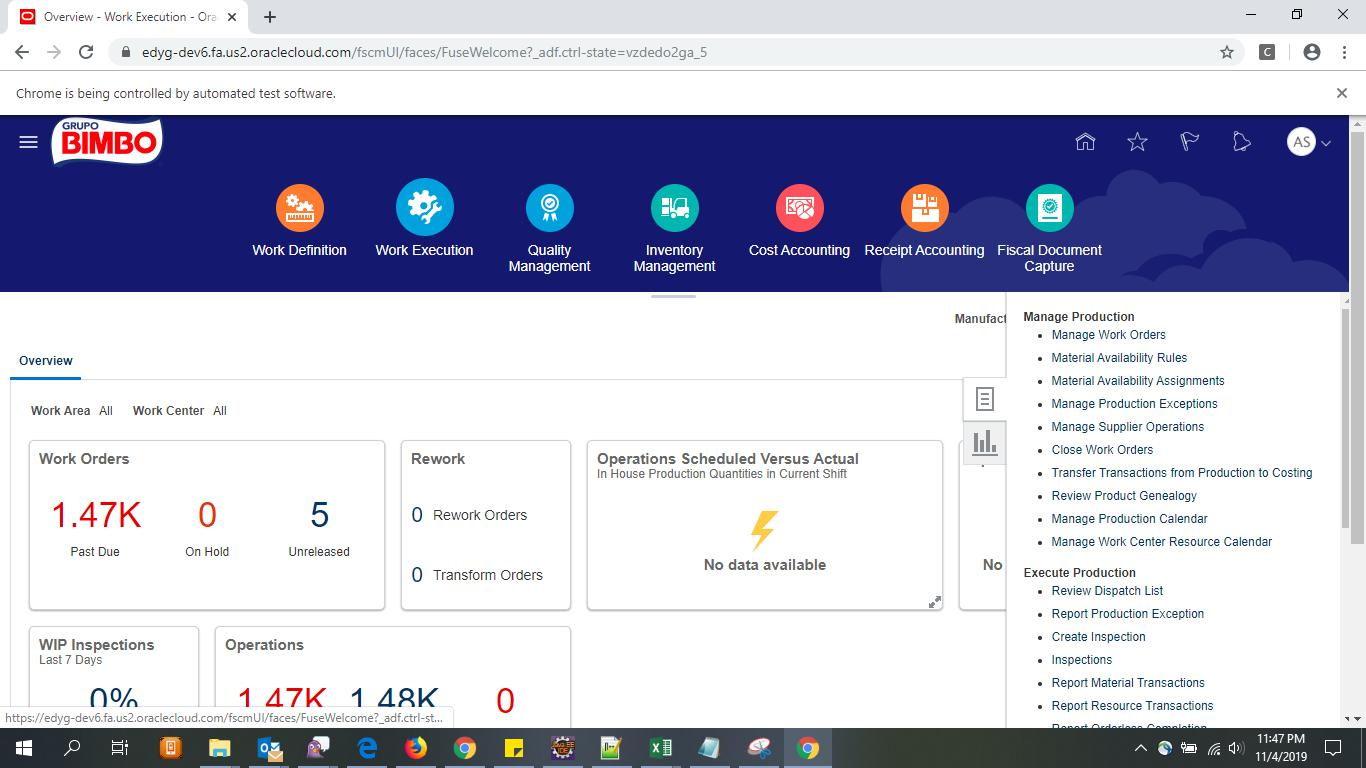 Overview - Work Execution - Ora
edyg-dev6.fa.us2.oraclecloud.com/fscmUI/faces/FuseWelcome?_adf.ctrl-state=vzdedo2ga_5
C
Chrome is being controlled by automated test software.
GRUPO
BIMBO
AS
Work Definition
Work Execution
Quality
Management
Inventory
Management
Cost Accounting
Receipt Accounting
Fiscal Document
Capture
Manufact
Overview
Work Area All Work Center All
Work Orders
1.47K 0 5
Past Due On Hold Unreleased
Rework
0 Rework Orders
0 Transform Orders
Operations Scheduled Versus Actual
In House Production Quantities in Current Shift
No data available
No
WIP Inspections
Last 7 Days
0%
Operations
1.47K 1.48K 0
Manage Production
Manage Work Orders
Material Availability Rules
Material Availability Assignments
Manage Production Exceptions
Manage Supplier Operations
Close Work Orders
Transfer Transactions from Production to Costing
Review Product Genealogy
Manage Production Calendar
Manage Work Center Resource Calendar
Execute Production
Review Dispatch List
Report Production Exception
Create Inspection
Inspections
Report Material Transactions
Report Resource Transactions
Report Orderless Completion
https://edyg-dev6.fa.us2.oraclecloud.com/fscmUI/faces/FuseWelcome?_adf.ctrl-st...
11:47 PM
11/4/2019